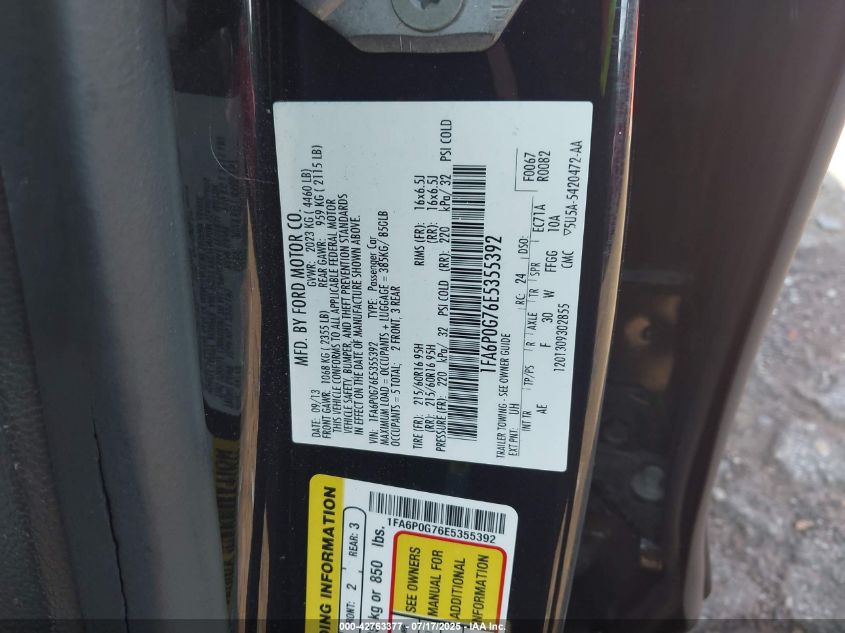 MFD. BY FORD MOTOR CO.
DATE: 09/13 GVWR: 2023 KG ( 4460 LB)
FRONT GAWR: 1068 KG ( 2355 LB) REAR GAWR: 959 KG ( 2115 LB)
THIS VEHICLE CONFORMS TO ALL APPLICABLE FEDERAL MOTOR
VEHICLE SAFETY, BUMPER, AND THEFT PREVENTION STANDARDS
IN EFFECT ON THE DATE OF MANUFACTURE SHOWN ABOVE.
VIN: 1FA6P0G76E5355392 TYPE: Passenger Car
MAXIMUM LOAD = OCCUPANTS + LUGGAGE = 385KG/ 850LB
OCCUPANTS = 5 TOTAL: 2 FRONT; 3 REAR
TIRE (FR): 215/60R16 95H RIMS (FR): 16x6.5J
(RR): 215/60R16 95H (RR): 16x6.5J
PRESSURE (FR): 220 kPa/ 32 PSI COLD (RR): 220 kPa/ 32 PSI COLD
1FA6P0G76E5355392
TRAILER TOWING - SEE OWNER GUIDE
EXT PNT: UH RC: 24 DSO: F0067
R0082
INT TR TP/PS R AXLE TR SPR EC71A
AE F 30 W FFGG 10A
1201309302855 CMC ▽5U5A-5420472-AA
DING INFORMATION
ONT: 2 REAR: 3
kg or 850 lbs.
1FA6P0G76E5355392
SEE OWNERS
MANUAL FOR
ADDITIONAL
INFORMATION
000-42763377 - 07/17/2025 - IAAI.COM